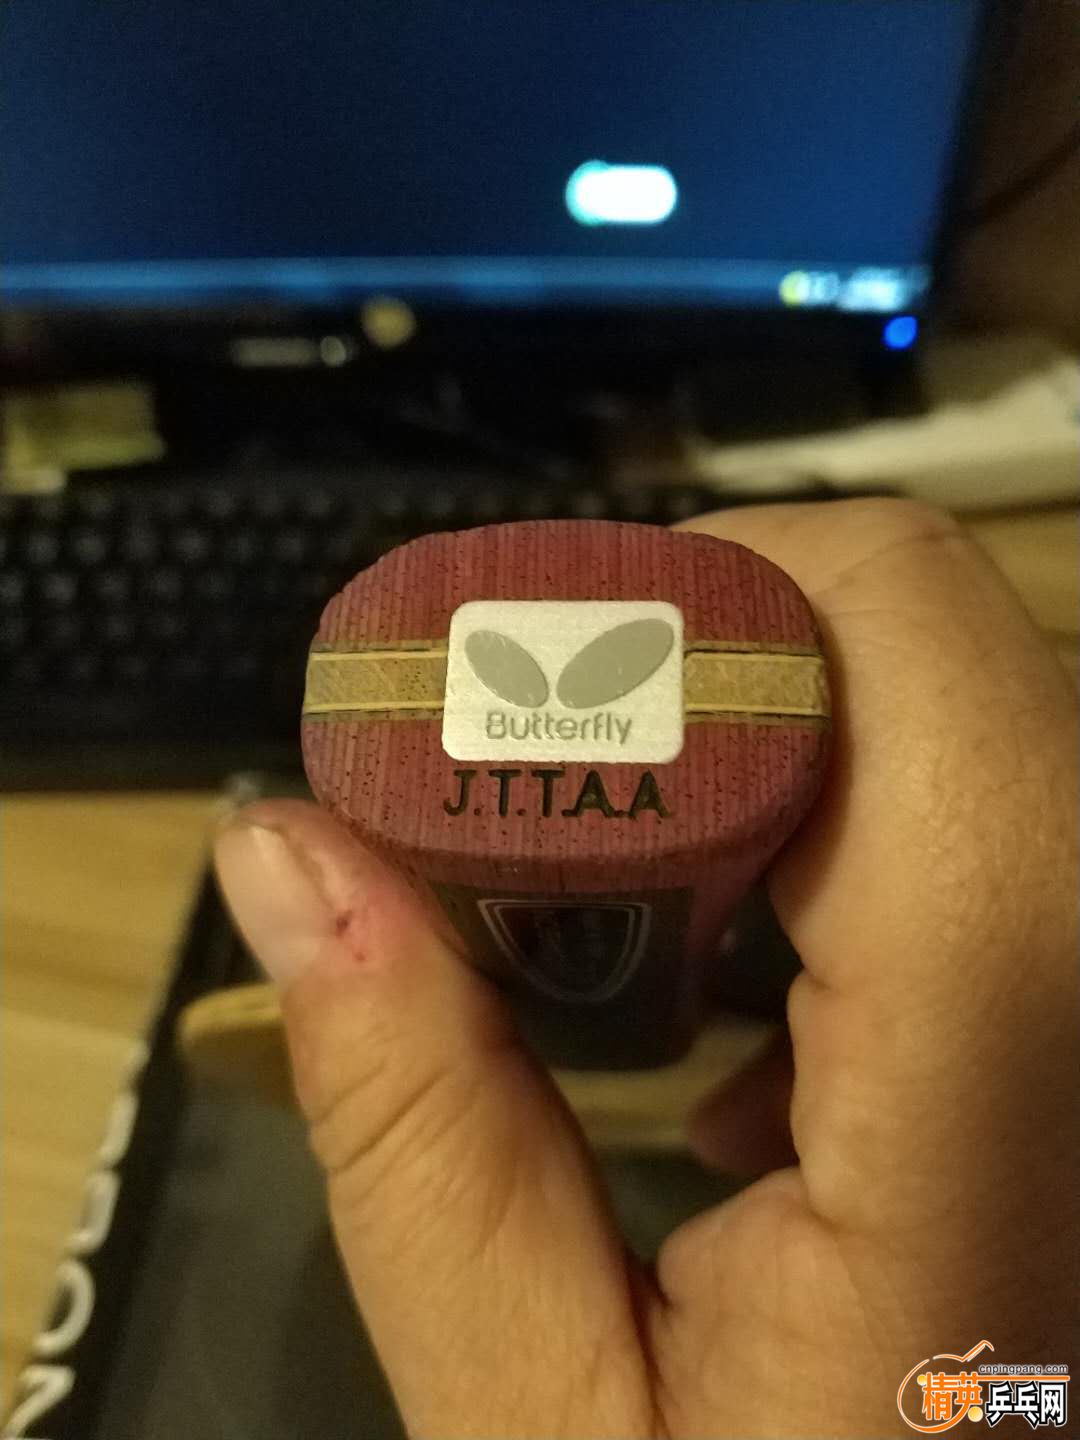 Butterfly
J.T.T.A.A
cnpingpang.com
精英乒乓网